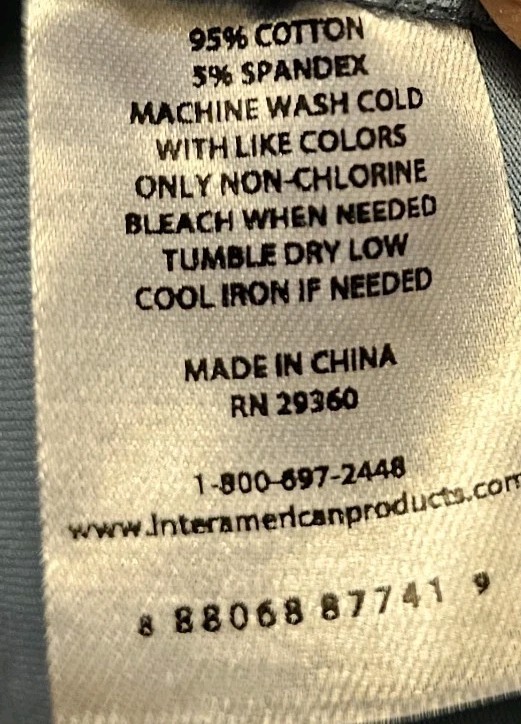 95% COTTON
5% SPANDEX
MACHINE WASH COLD
WITH LIKE COLORS
ONLY NON-CHLORINE
BLEACH WHEN NEEDED
TUMBLE DRY LOW
COOL IRON IF NEEDED
MADE IN CHINA
RN 29360
1-800-697-2448
www.Interamericanproducts.com
8 88068 87741 9